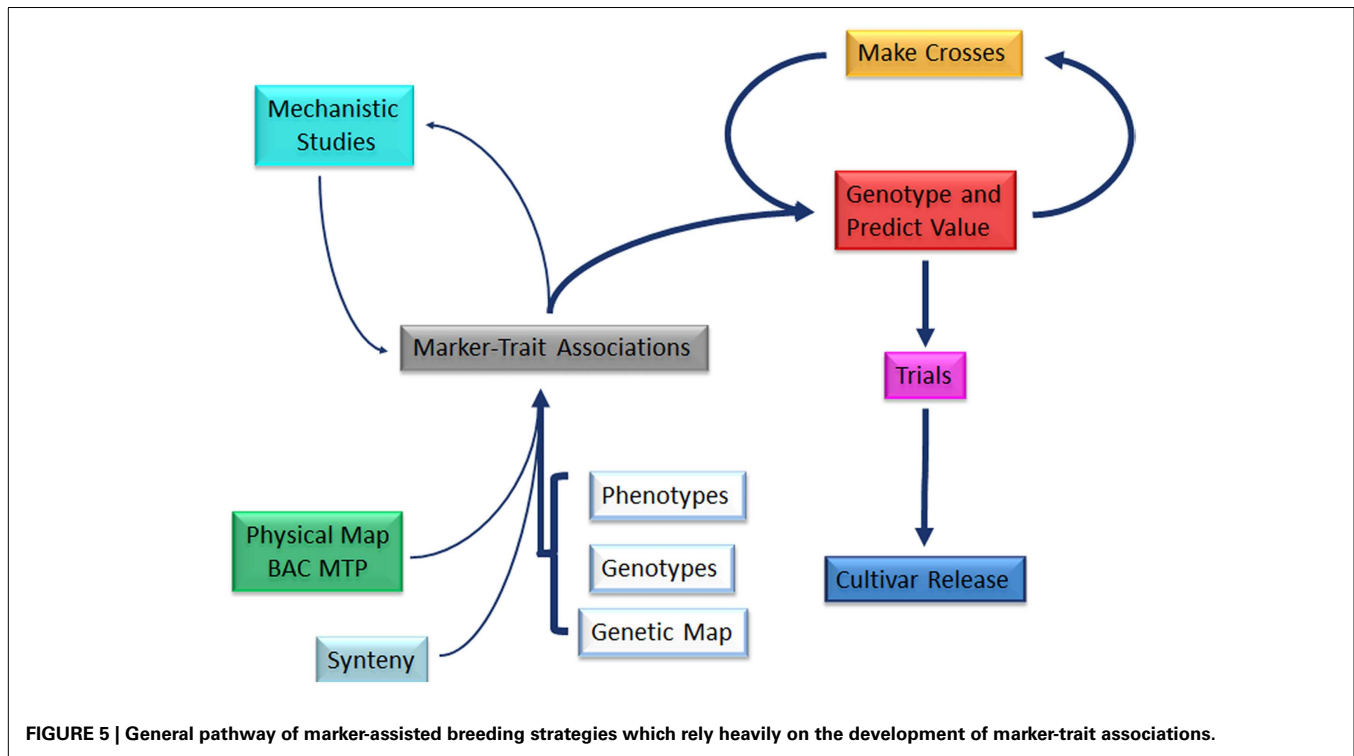 Make Crosses
Mechanistic
Studies
Genotype and
Predict Value
Marker-Trait Associations
Trials
Phenotypes
Physical Map
BAC MTP
Genotypes
Cultivar Release
Genetic Map
Synteny
FIGURE 5 | General pathway of marker-assisted breeding strategies which rely heavily on the development of marker-trait associations.